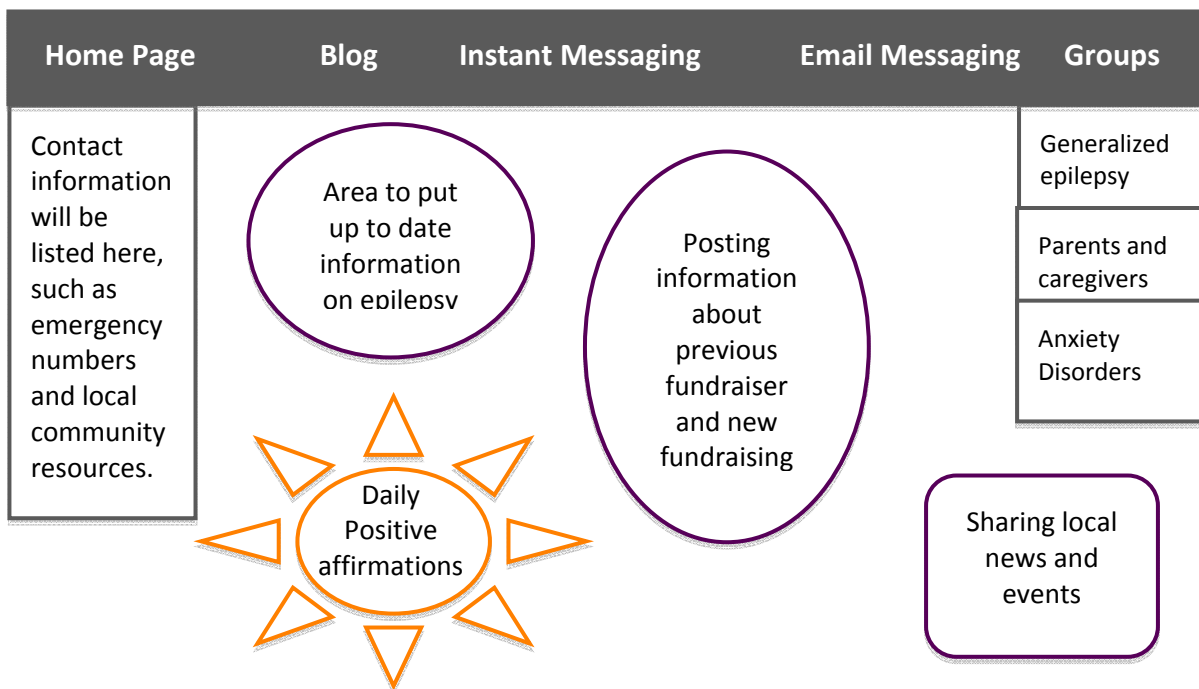 Home Page Blog Instant Messaging Email Messaging Groups
Contact
information
will be
listed here,
such as
emergency
numbers
and local
community
resources.
Area to put
up to date
information
on epilepsy
Daily
Positive
affirmations
Posting
information
about
previous
fundraiser
and new
fundraising
Generalized
epilepsy
Parents and
caregivers
Anxiety
Disorders
Sharing local
news and
events